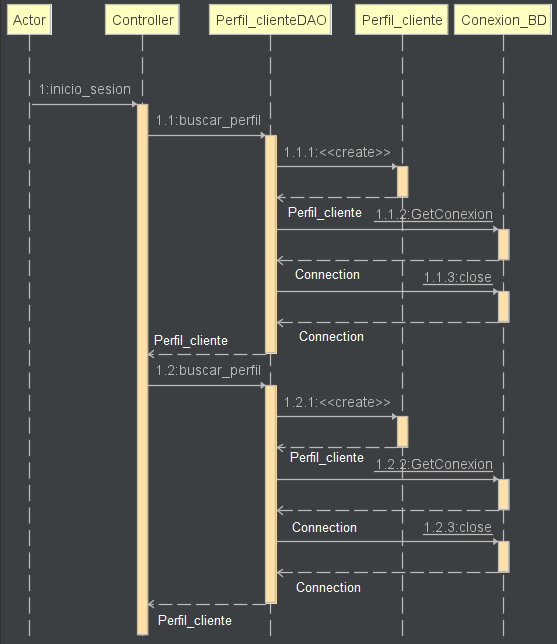 Actor
Controller
Perfil_clienteDAO
Perfil_cliente
Conexion_BD
1:inicio_sesion
1.1:buscar_perfil
1.1.1:<<create>>
Perfil_cliente
1.1.2:GetConexion
Connection
1.1.3:close
Connection
Perfil_cliente
1.2:buscar_perfil
1.2.1:<<create>>
Perfil_cliente
1.2.2:GetConexion
Connection
1.2.3:close
Connection
Perfil_cliente